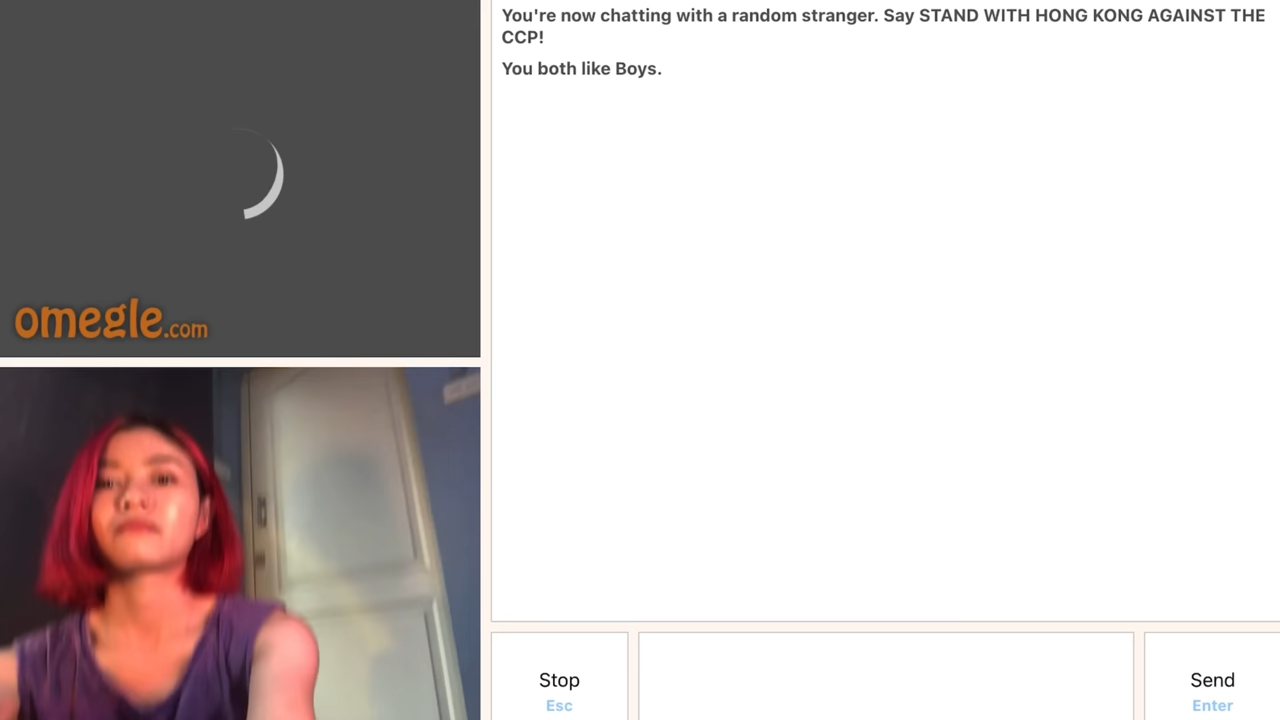 You're now chatting with a random stranger. Say STAND WITH HONG KONG AGAINST THE
CCP!
You both like Boys.
omegle.com
Stop
Esc
Send
Enter